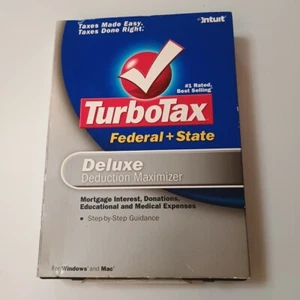 Taxes Made Easy.
Taxes Done Right.
Intuit
#1 Rated,
Best Selling
TurboTax
Federal + State
Deluxe
Deduction Maximizer
Mortgage Interest, Donations,
Educational and Medical Expenses
• Step-by-Step Guidance
For Windows and Mac